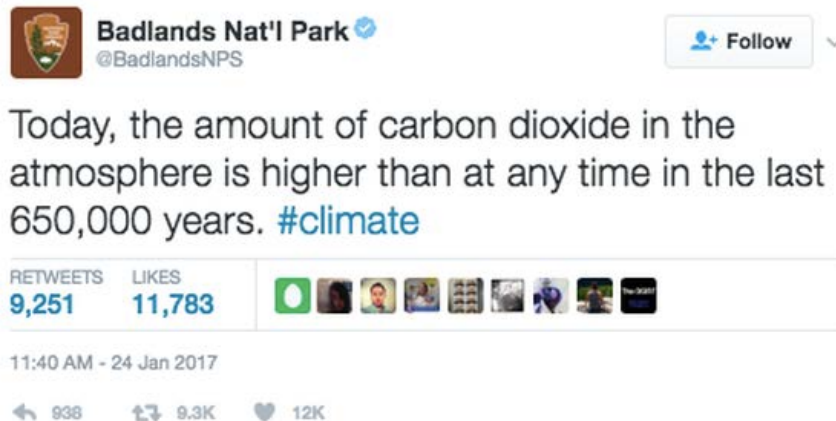 Badlands Nat'l Park
@BadlandsNPS
Follow
Today, the amount of carbon dioxide in the
atmosphere is higher than at any time in the last
650,000 years. #climate
RETWEETS LIKES
9,251 11,783
11:40 AM - 24 Jan 2017
938 9.3K 12K